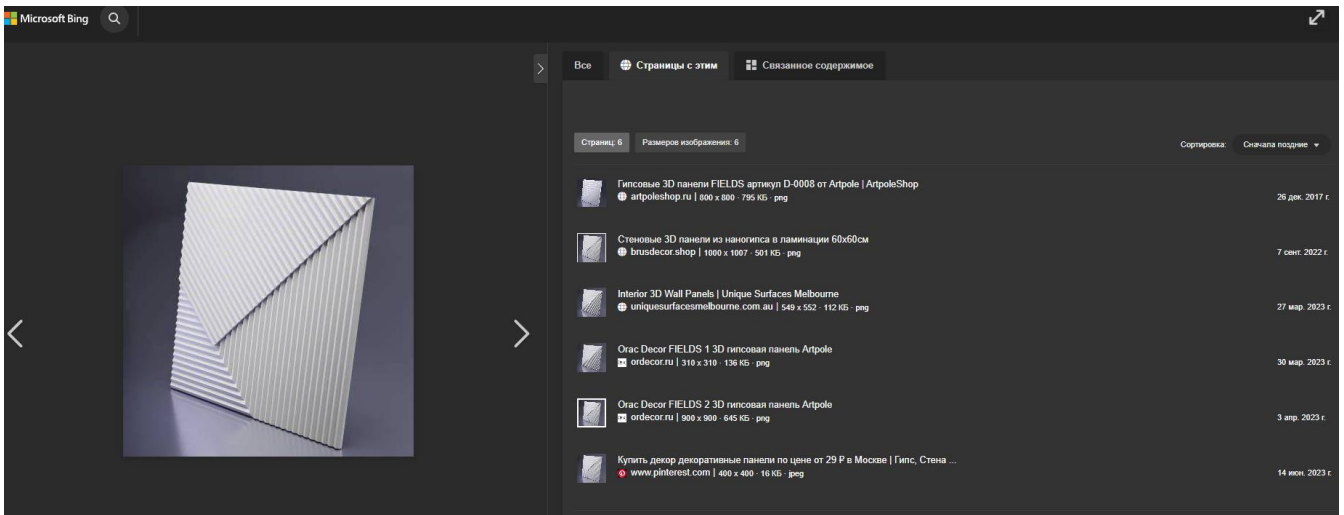 Microsoft Bing
Все
Страницы с этим
Связанное содержимое
Страниц: 6
Размеров изображения: 6
Сортировка:
Сначала поздние
Гипсовые 3D панели FIELDS артикул D-0008 от Artpole | ArtpoleShop
artpoleshop.ru | 800 x 800 · 795 КБ · png
26 дек. 2017 г.
Стеновые 3D панели из наногипса в ламинации 60x60см
brusdecor.shop | 1000 x 1007 · 501 КБ · png
7 сент. 2022 г.
Interior 3D Wall Panels | Unique Surfaces Melbourne
uniquesurfacesmelbourne.com.au | 549 x 552 · 112 КБ · png
27 мар. 2023 г.
Orac Decor FIELDS 1 3D гипсовая панель Artpole
ordecor.ru | 310 x 310 · 136 КБ · png
30 мар. 2023 г.
Orac Decor FIELDS 2 3D гипсовая панель Artpole
ordecor.ru | 900 x 900 · 645 КБ · png
3 апр. 2023 г.
Купить декор декоративные панели по цене от 29 ₽ в Москве | Гипс, Стена ...
www.pinterest.com | 400 x 400 · 16 КБ · jpeg
14 июн. 2023 г.